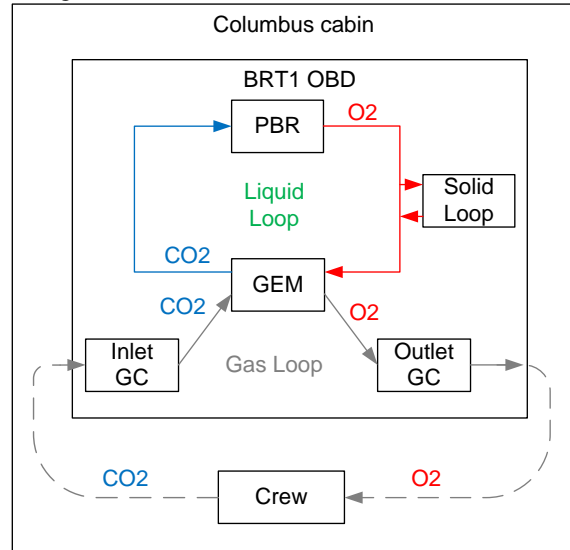 Columbus cabin
BRT1 OBD
PBR
O2
Liquid
Loop
Solid
Loop
CO2
GEM
CO2
O2
Inlet
GC
Gas Loop
Outlet
GC
CO2
Crew
O2